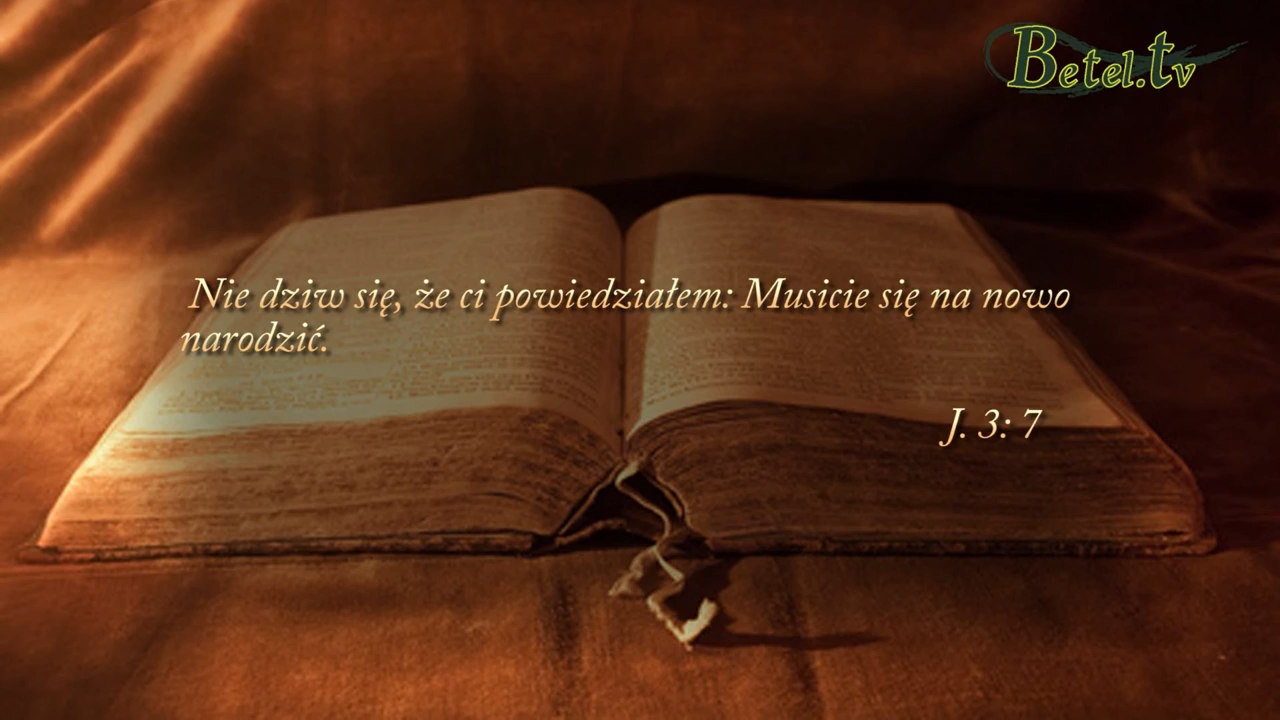 Betel.tv
Nie dziw się, że ci powiedziałem: Musicie się na nowo
narodzić.
J. 3: 7